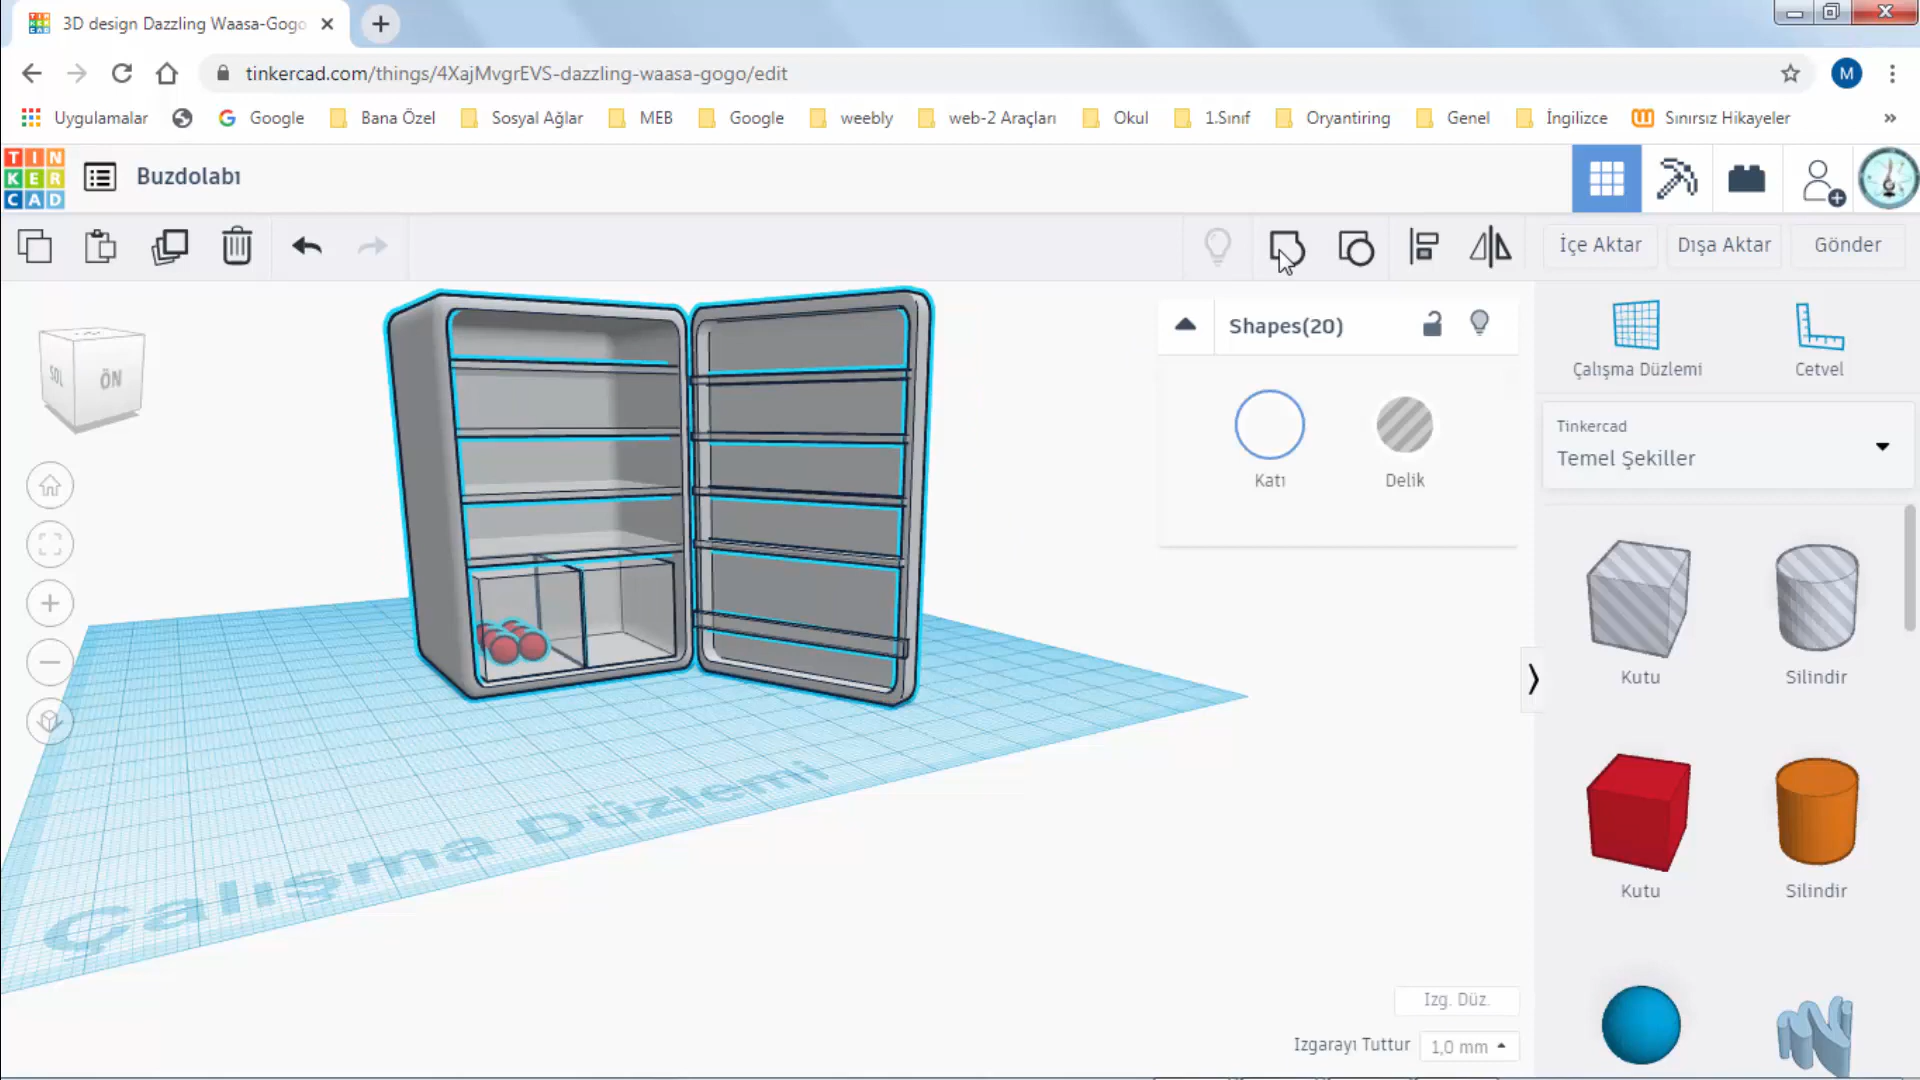 3D design Dazzling Waasa-Gogo
tinkercad.com/things/4XajMvgrEVS-dazzling-waasa-gogo/edit
M
Uygulamalar
Google
Bana Özel
Sosyal Ağlar
MEB
Google
weebly
web-2 Araçları
Okul
1.Sınıf
Oryantiring
Genel
İngilizce
Sınırsız Hikayeler
»
TIN
KER
CAD
Buzdolabı
İçe Aktar
Dışa Aktar
Gönder
SOL
ÖN
Shapes(20)
Katı
Delik
Çalışma Düzlemi
Cetvel
Tinkercad
Temel Şekiller
Kutu
Silindir
Kutu
Silindir
Çalışma Düzlemi
Izg. Düz.
Izgarayı Tuttur
1,0 mm